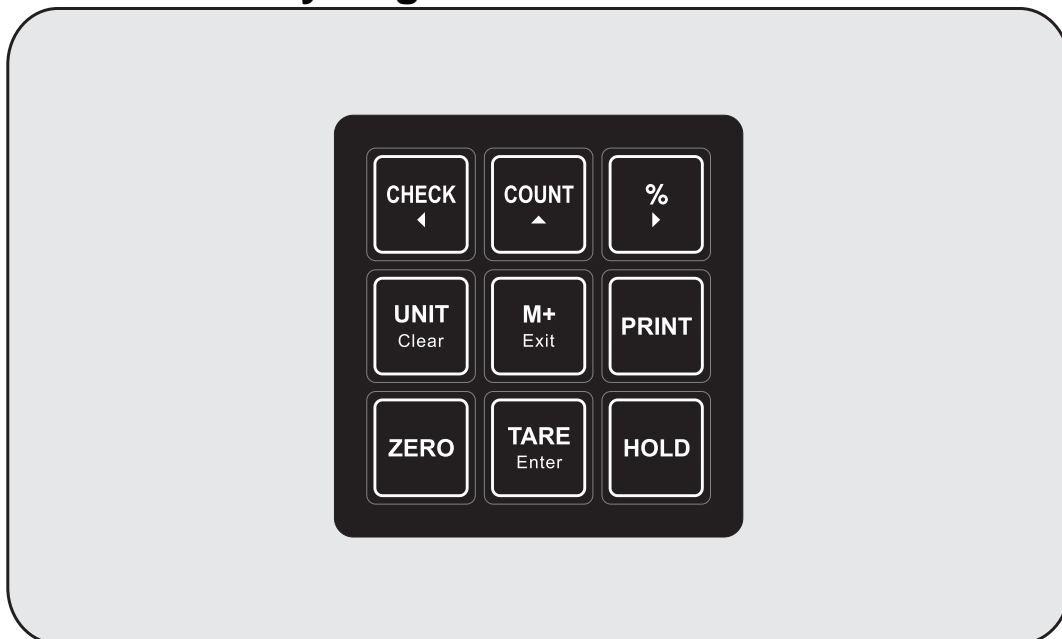 CHECK
COUNT
%
UNIT
Clear
M+
Exit
PRINT
ZERO
TARE
Enter
HOLD